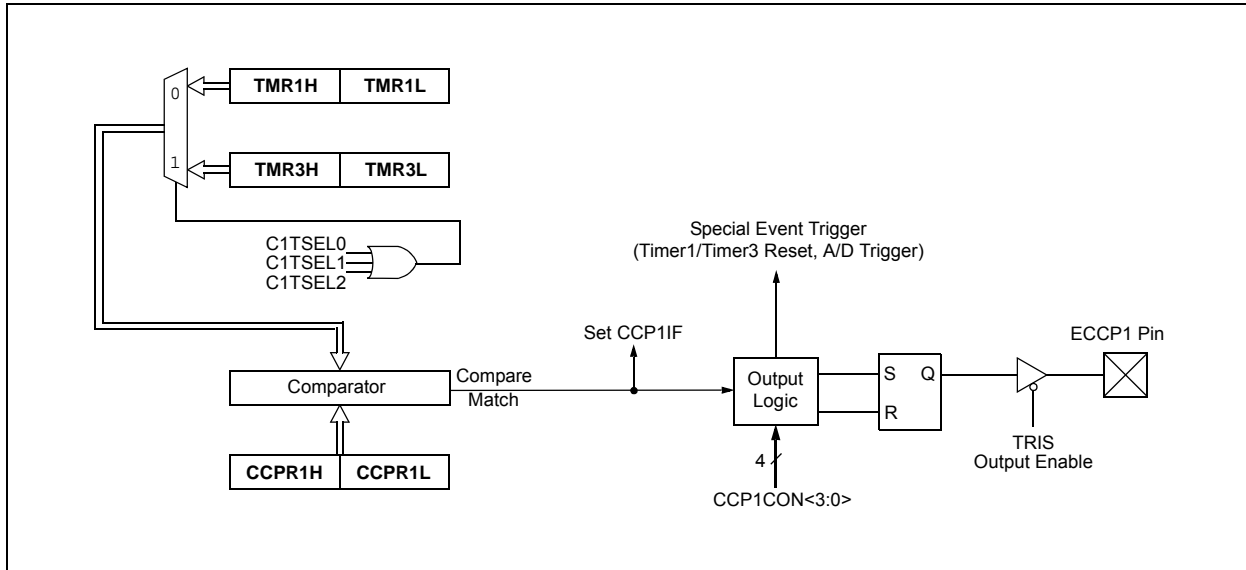 0
TMR1H TMR1L
1
TMR3H TMR3L
C1TSEL0
C1TSEL1
C1TSEL2
Special Event Trigger
(Timer1/Timer3 Reset, A/D Trigger)
Set CCP1IF
ECCP1 Pin
Comparator
Compare
Match
Output
Logic
S Q
R
TRIS
Output Enable
CCPR1H CCPR1L
4
CCP1CON<3:0>